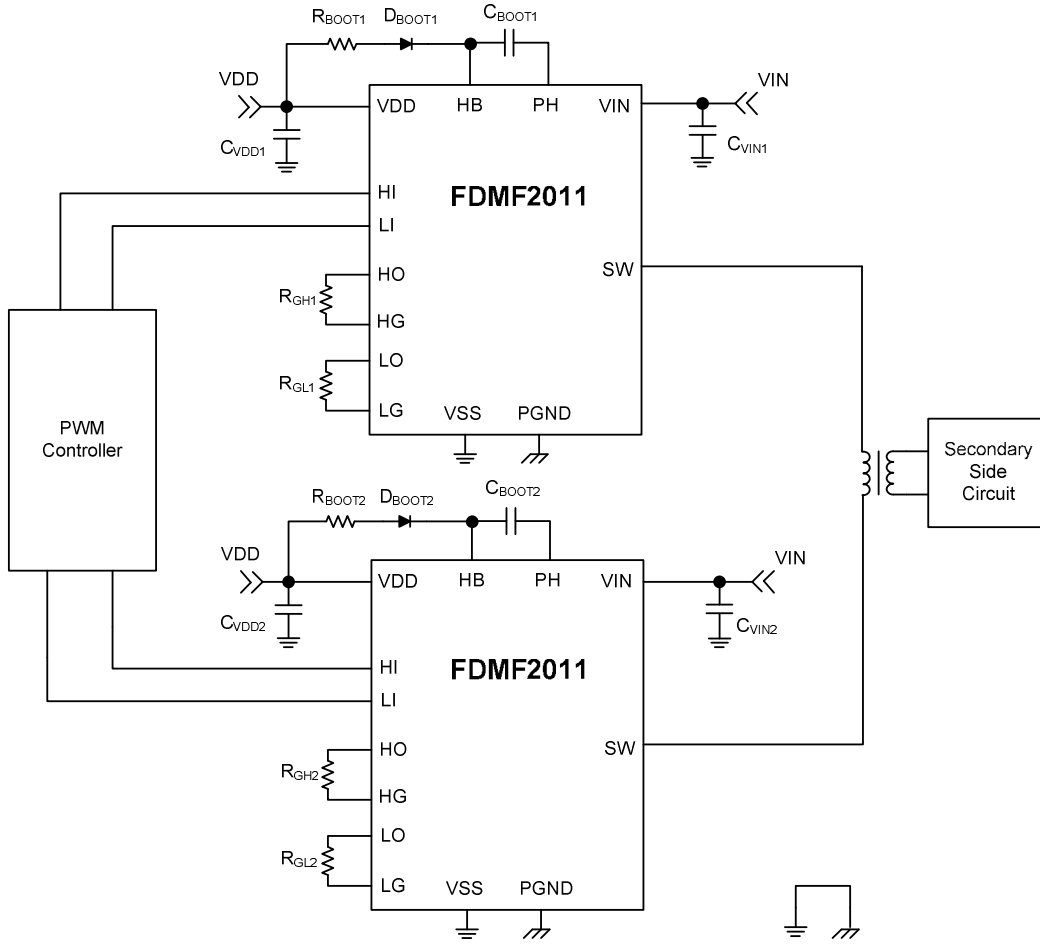 RBOOT1 DBOOT1 CBOOT1
VDD
VIN
VDD HB PH VIN
CVDD1
CVIN1
HI
FDMF2011
LI
SW
HO
RGH1
HG
LO
RGL1
LG
VSS PGND
PWM
Controller
Secondary
Side
Circuit
RBOOT2 DBOOT2 CBOOT2
VDD
VIN
VDD HB PH VIN
CVDD2
CVIN2
HI
FDMF2011
LI
HO
SW
RGH2
HG
LO
RGL2
LG
VSS PGND